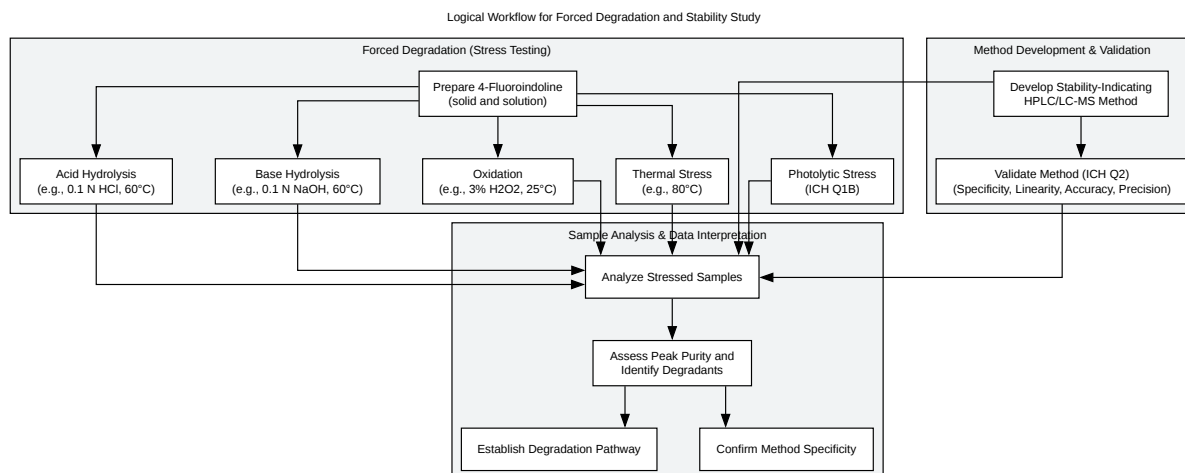 Logical Workflow for Forced Degradation and Stability Study
Forced Degradation (Stress Testing)
Method Development & Validation
Prepare 4-Fluoroindoline
(solid and solution)
Develop Stability-Indicating
HPLC/LC-MS Method
Acid Hydrolysis
(e.g., 0.1 N HCl, 60°C)
Base Hydrolysis
(e.g., 0.1 N NaOH, 60°C)
Oxidation
(e.g., 3% H2O2, 25°C)
Thermal Stress
(e.g., 80°C)
Photolytic Stress
(ICH Q1B)
Validate Method (ICH Q2)
(Specificity, Linearity, Accuracy, Precision)
Sample Analysis & Data Interpretation
Analyze Stressed Samples
Assess Peak Purity and
Identify Degradants
Establish Degradation Pathway
Confirm Method Specificity